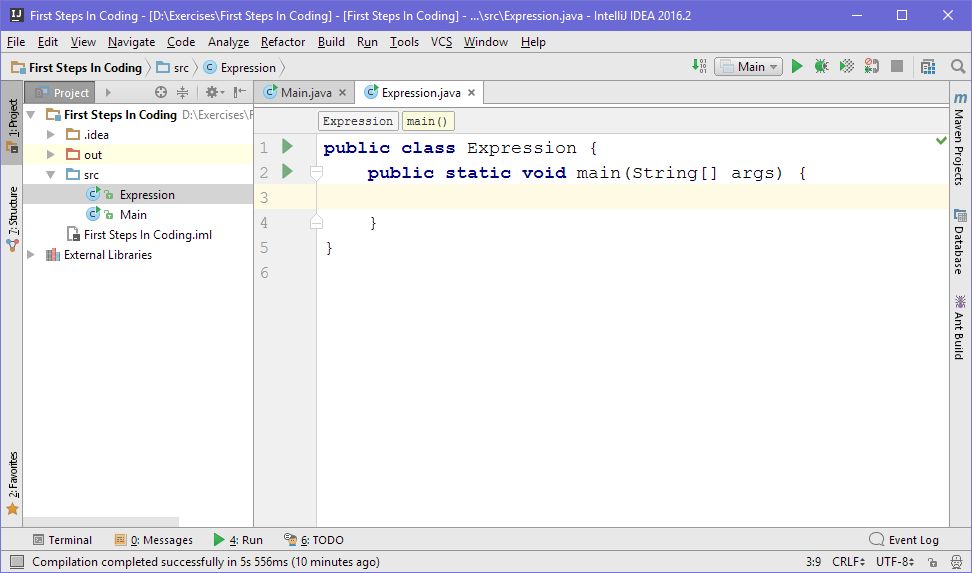 First Steps In Coding - [D:\Exercises\First Steps In Coding] - [First Steps In Coding] - ...\src\Expression.java - IntelliJ IDEA 2016.2
File Edit View Navigate Code Analyze Refactor Build Run Tools VCS Window Help
First Steps In Coding src Expression Main
1: Project
7: Structure
2: Favorites
Project
First Steps In Coding D:\Exercises\F
.idea
out
src
Expression
Main
First Steps In Coding.iml
External Libraries
Main.java Expression.java
Expression main()
1 public class Expression {
2 public static void main(String[] args) {
3
4 }
5 }
6
Maven Projects
Database
Ant Build
Terminal 0: Messages 4: Run 6: TODO Event Log
Compilation completed successfully in 5s 556ms (10 minutes ago) 3:9 CRLF UTF-8